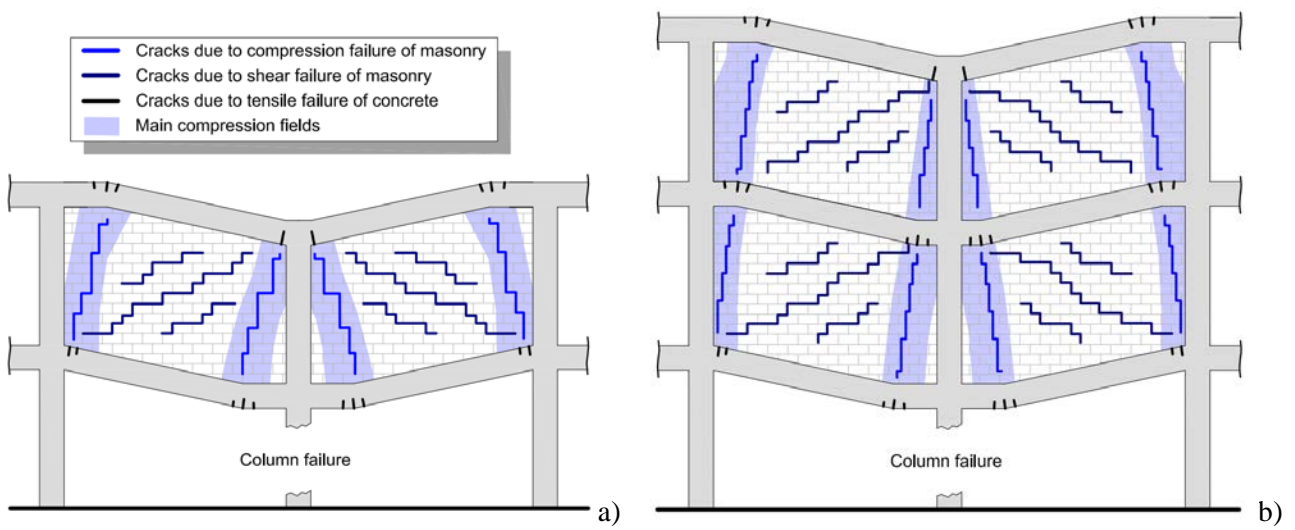 Cracks due to compression failure of masonry
Cracks due to shear failure of masonry
Cracks due to tensile failure of concrete
Main compression fields
Column failure
a)
Column failure
b)